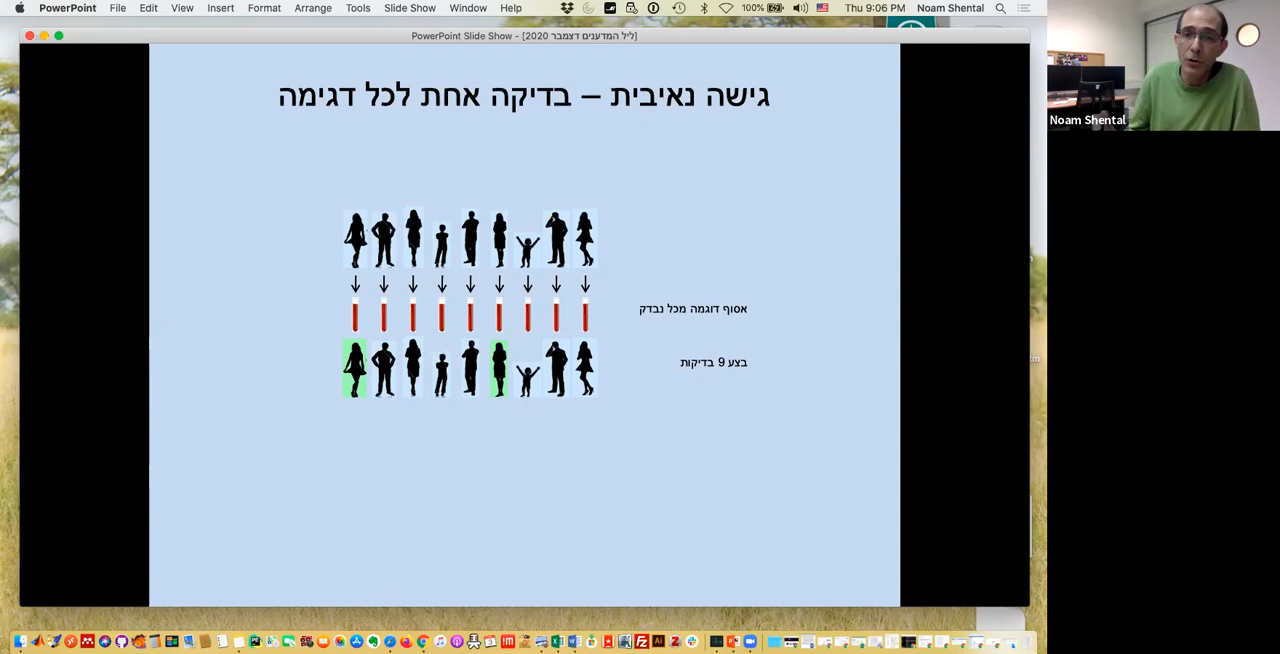 PowerPoint File Edit View Insert Format Arrange Tools Slide Show Window Help 100% Thu 9:06 PM Noam Shental
PowerPoint Slide Show - [ליל המדענים דצמבר 2020]
גישה נאיבית – בדיקה אחת לכל דגימה
אסוף דוגמה מכל נבדק
בצע 9 בדיקות
Noam Shental